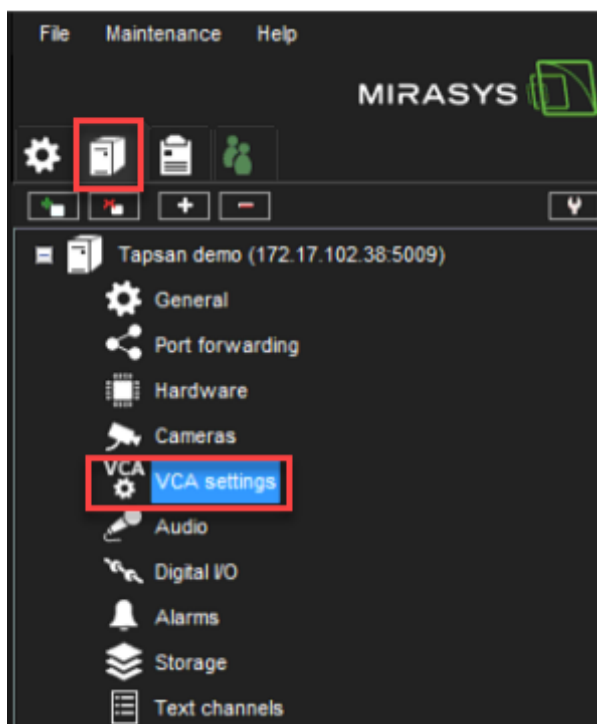 File Maintenance Help
MIRASYS
Tapsan demo (172.17.102.38:5009)
General
Port forwarding
Hardware
Cameras
VCA
VCA settings
Audio
Digital I/O
Alarms
Storage
Text channels